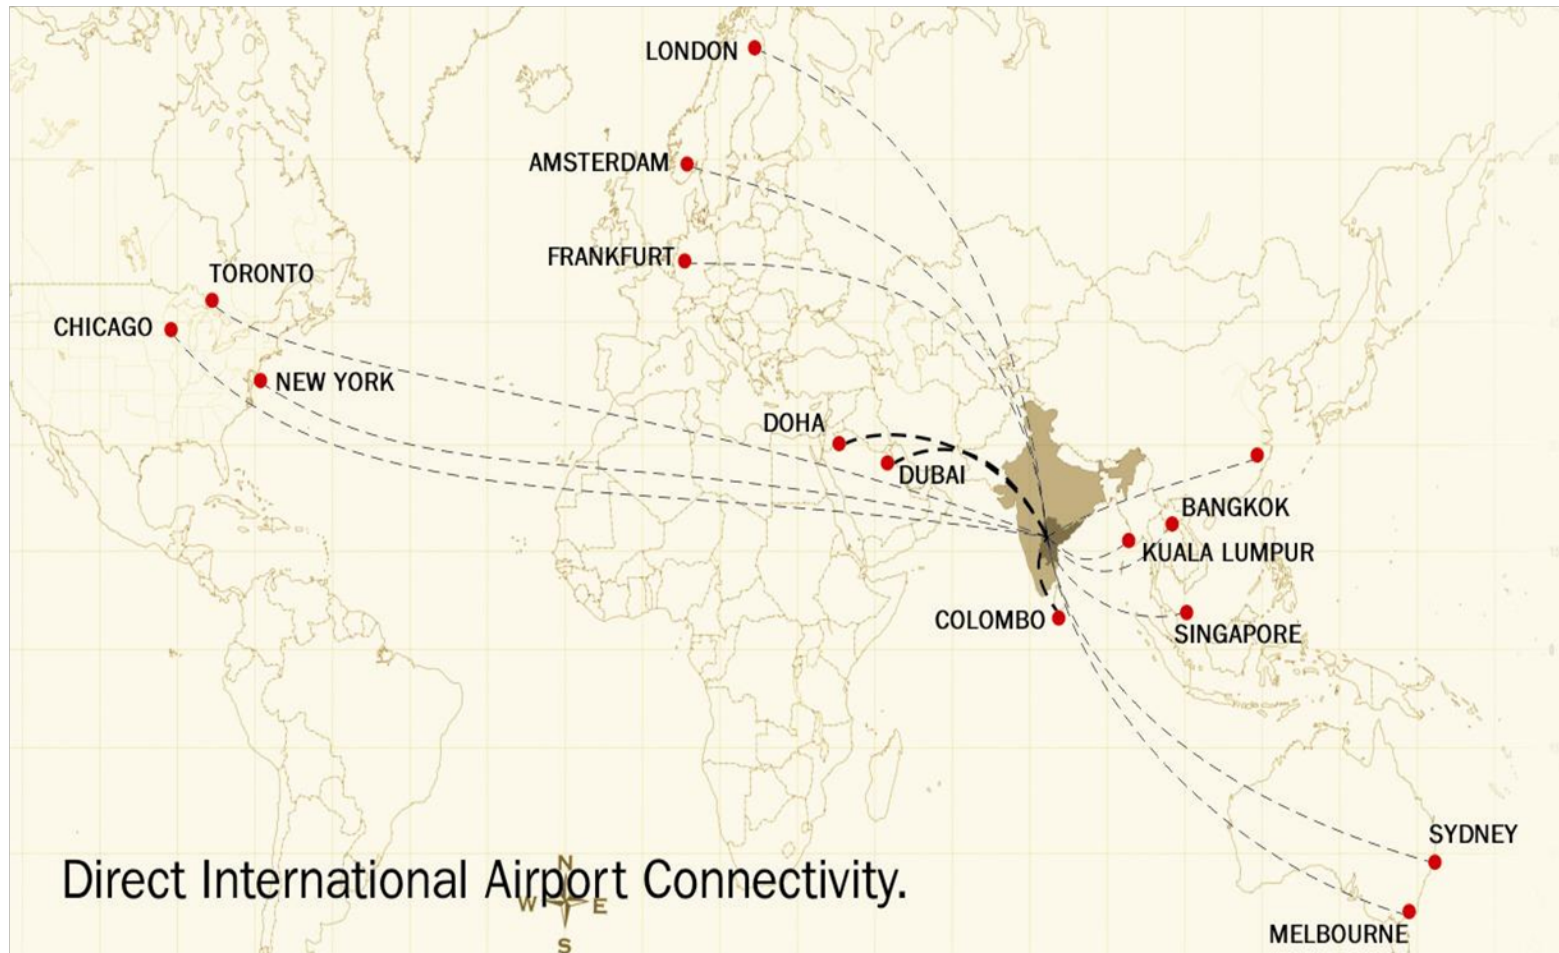 LONDON
AMSTERDAM
FRANKFURT
TORONTO
CHICAGO
NEW YORK
DOHA
DUBAI
BANGKOK
KUALA LUMPUR
COLOMBO
SINGAPORE
SYDNEY
MELBOURNE
Direct International Airport Connectivity.
N
W E
S